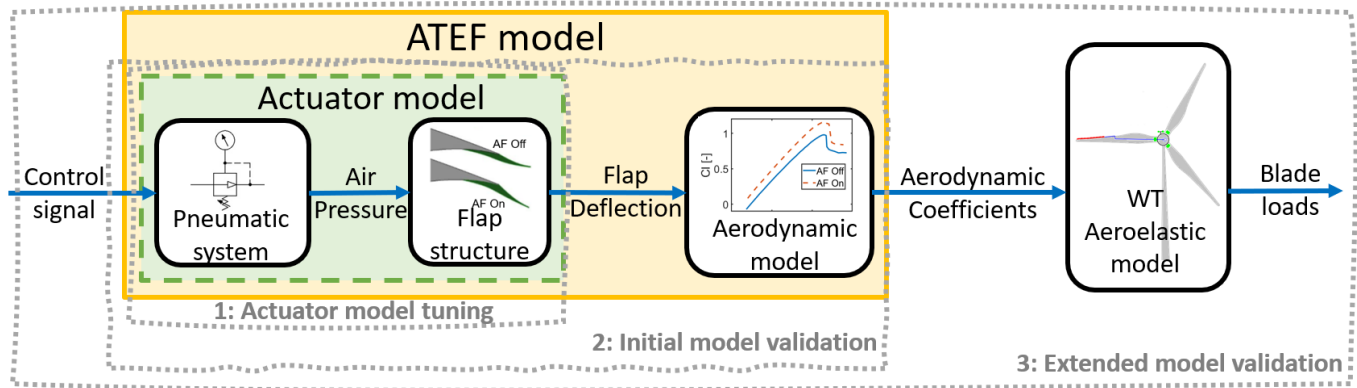 ATEF model
Actuator model
Control
signal
Pneumatic
system
Air
Pressure
AF Off
AF On
Flap
structure
Flap
Deflection
Cl [-]
1
0.5
0
AF Off
AF On
Aerodynamic
model
Aerodynamic
Coefficients
WT
Aeroelastic
model
Blade
loads
1: Actuator model tuning
2: Initial model validation
3: Extended model validation